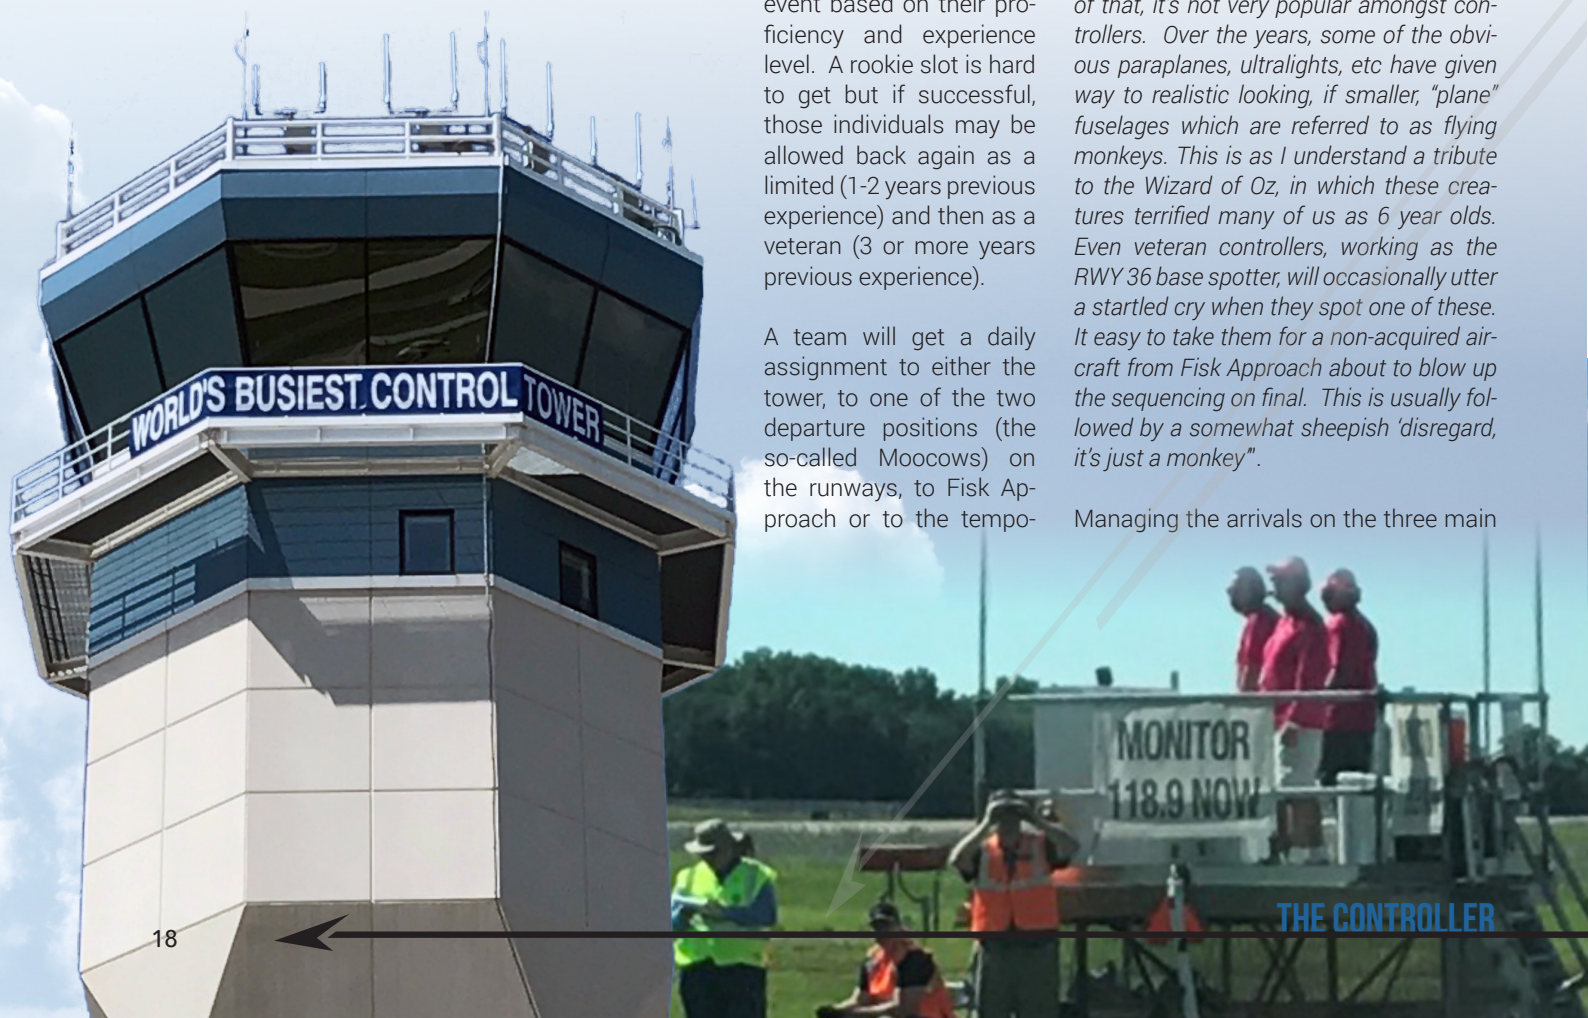 event based on their pro-
ficiency and experience
level. A rookie slot is hard
to get but if successful,
those individuals may be
allowed back again as a
limited (1-2 years previous
experience) and then as a
veteran (3 or more years
previous experience).
A team will get a daily
assignment to either the
tower, to one of the two
departure positions (the
so-called Moocows) on
the runways, to Fisk Ap-
proach or to the tempo-
of that, it's not very popular amongst con-
trollers. Over the years, some of the obvi-
ous paraplanes, ultralights, etc have given
way to realistic looking, if smaller, “plane”
fuselages which are referred to as flying
monkeys. This is as I understand a tribute
to the Wizard of Oz, in which these crea-
tures terrified many of us as 6 year olds.
Even veteran controllers, working as the
RWY 36 base spotter, will occasionally utter
a startled cry when they spot one of these.
It easy to take them for a non-acquired air-
craft from Fisk Approach about to blow up
the sequencing on final. This is usually fol-
lowed by a somewhat sheepish ‘disregard,
it's just a monkey’”.
Managing the arrivals on the three main
WORLD'S BUSIEST CONTROL TOWER
MONITOR
118.9 NOW
18
THE CONTROLLER